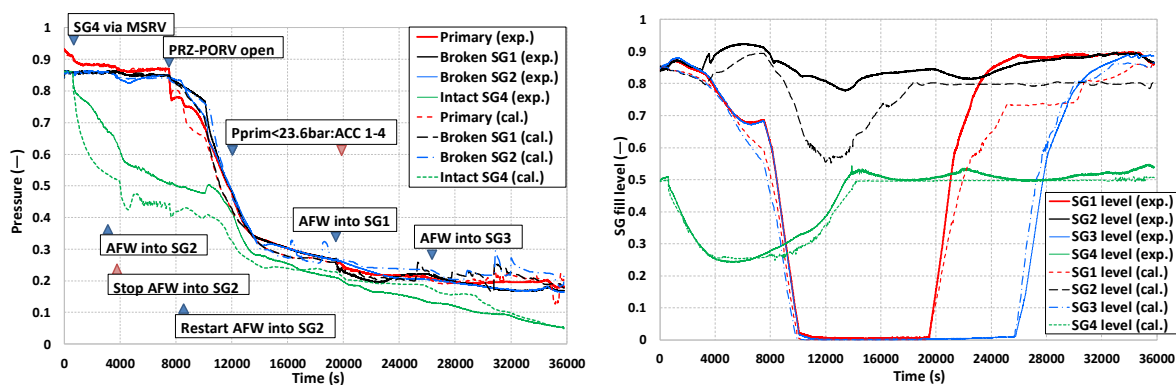 SG4 via MSRV
PRZ-PORV open
Pprim<23.6bar:ACC 1-4
AFW into SG1
AFW into SG3
AFW into SG2
Stop AFW into SG2
Restart AFW into SG2
Primary (exp.)
Broken SG1 (exp.)
Broken SG2 (exp.)
Intact SG4 (exp.)
Primary (cal.)
Broken SG1 (cal.)
Broken SG2 (cal.)
Intact SG4 (cal.)
Pressure (—)
1
0.9
0.8
0.7
0.6
0.5
0.4
0.3
0.2
0.1
0
0 4000 8000 12000 16000 20000 24000 28000 32000 36000
Time (s)
SG fill level (—)
1
0.9
0.8
0.7
0.6
0.5
0.4
0.3
0.2
0.1
0
SG1 level (exp.)
SG2 level (exp.)
SG3 level (exp.)
SG4 level (exp.)
SG1 level (cal.)
SG2 level (cal.)
SG3 level (cal.)
SG4 level (cal.)
0 4000 8000 12000 16000 20000 24000 28000 32000 36000
Time (s)